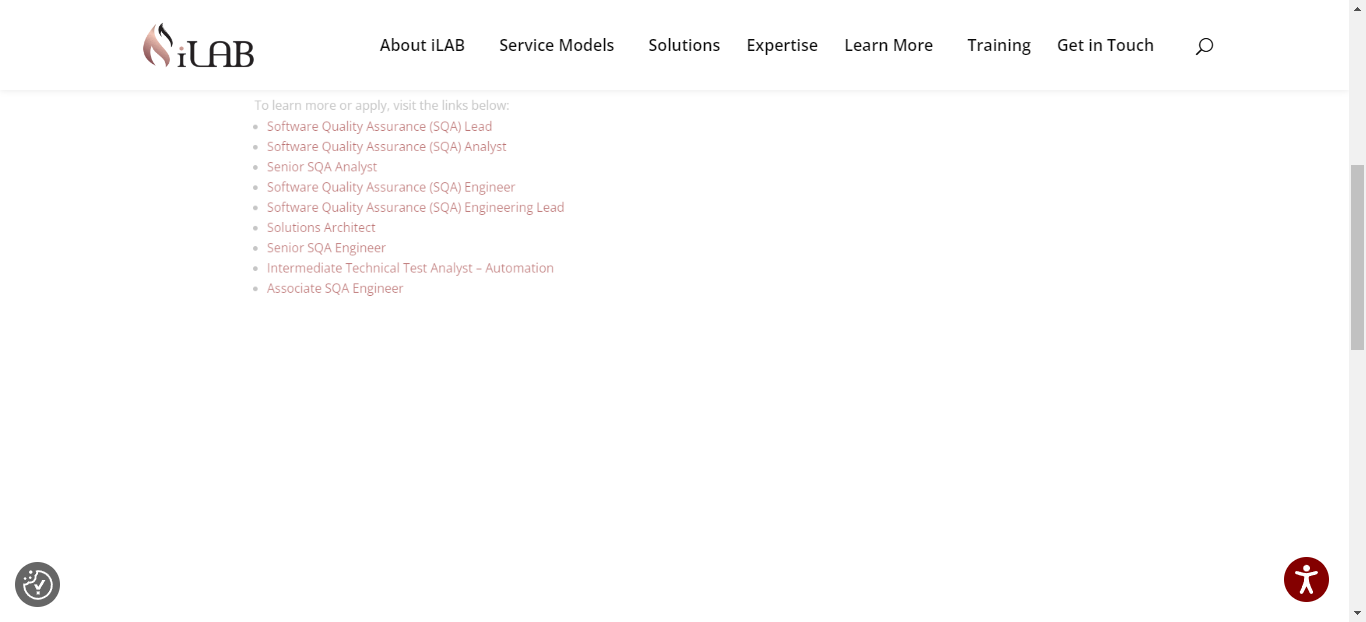 iLAB
About iLAB
Service Models
Solutions
Expertise
Learn More
Training
Get in Touch
To learn more or apply, visit the links below:
Software Quality Assurance (SQA) Lead
Software Quality Assurance (SQA) Analyst
Senior SQA Analyst
Software Quality Assurance (SQA) Engineer
Software Quality Assurance (SQA) Engineering Lead
Solutions Architect
Senior SQA Engineer
Intermediate Technical Test Analyst – Automation
Associate SQA Engineer